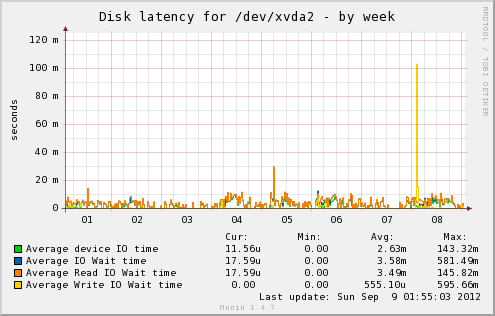 Disk latency for /dev/xvda2 - by week
RRDTOOL / TOBI OETIKER
seconds
120 m
100 m
80 m
60 m
40 m
20 m
0
01 02 03 04 05 06 07 08
Cur: Min: Avg: Max:
Average device IO time 11.56u 0.00 2.63m 143.32m
Average IO Wait time 17.59u 0.00 3.58m 581.49m
Average Read IO Wait time 17.59u 0.00 3.49m 145.82m
Average Write IO Wait time 0.00 0.00 555.10u 595.66m
Last update: Sun Sep 9 01:55:03 2012
Munin 1.4.7